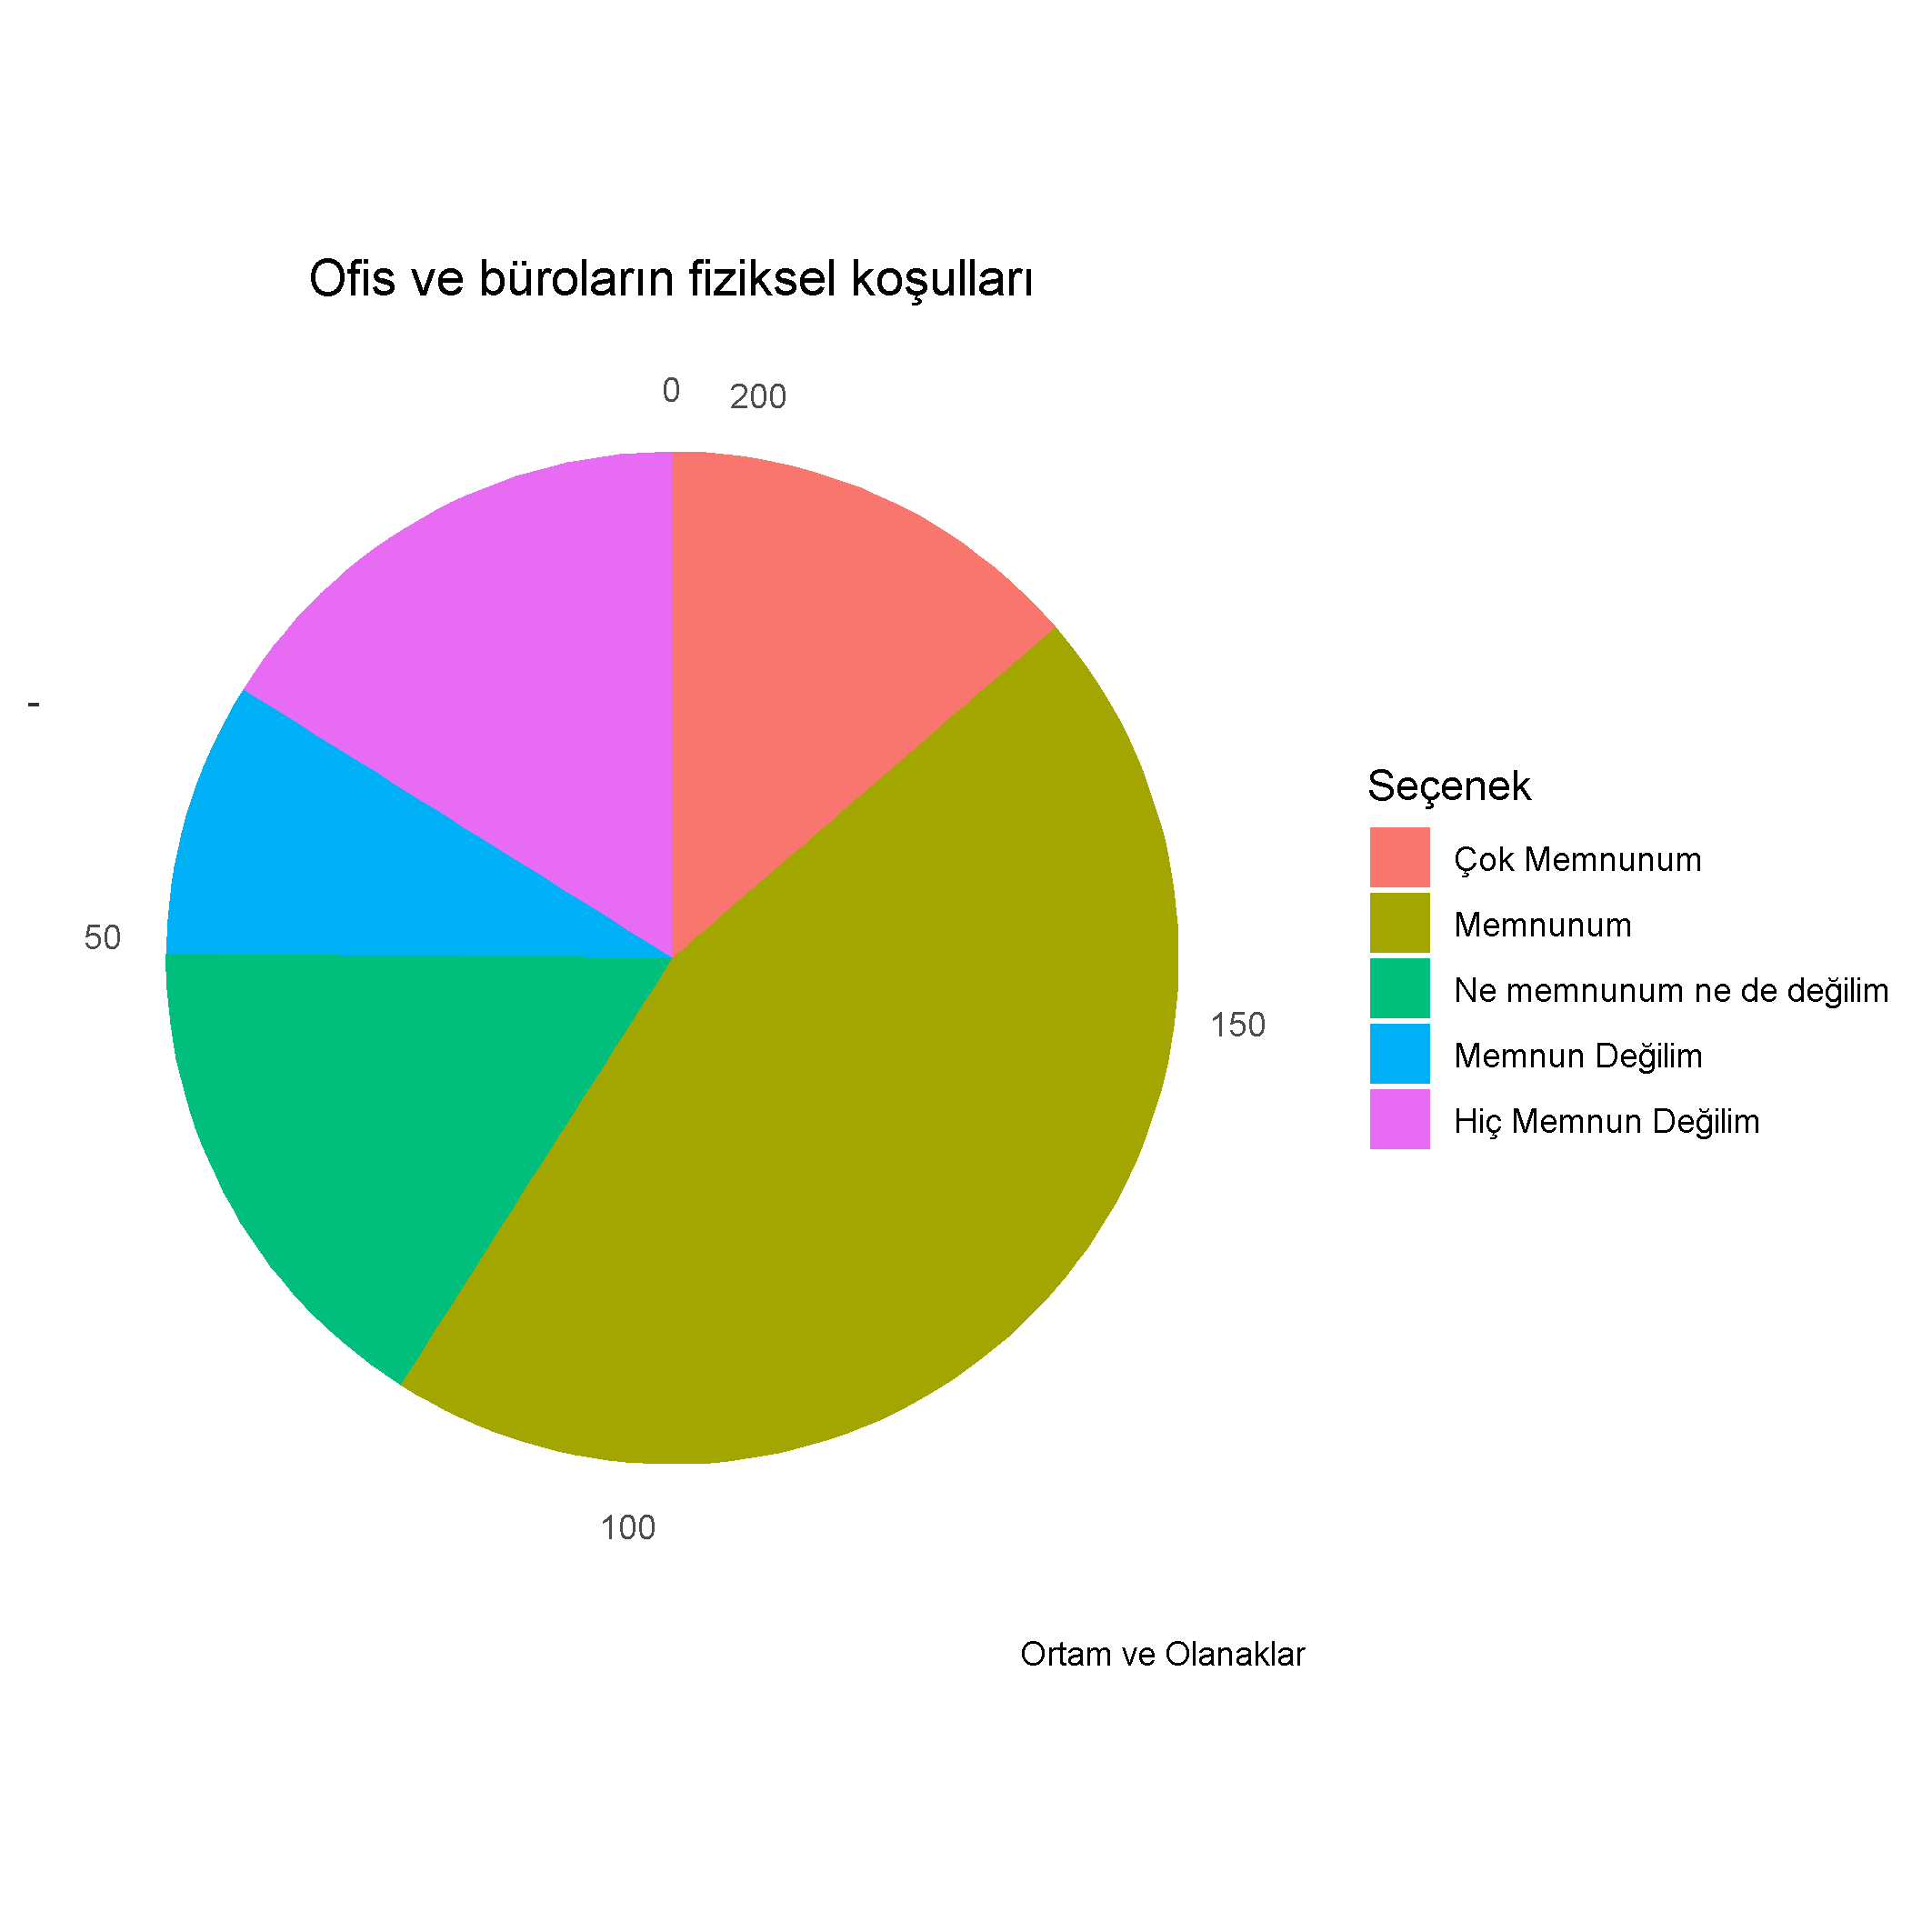 Ofis ve büroların fiziksel koşulları
0
200
-
50
150
100
Seçenek
Çok Memnunum
Memnunum
Ne memnunum ne de değilim
Memnun Değilim
Hiç Memnun Değilim
Ortam ve Olanaklar